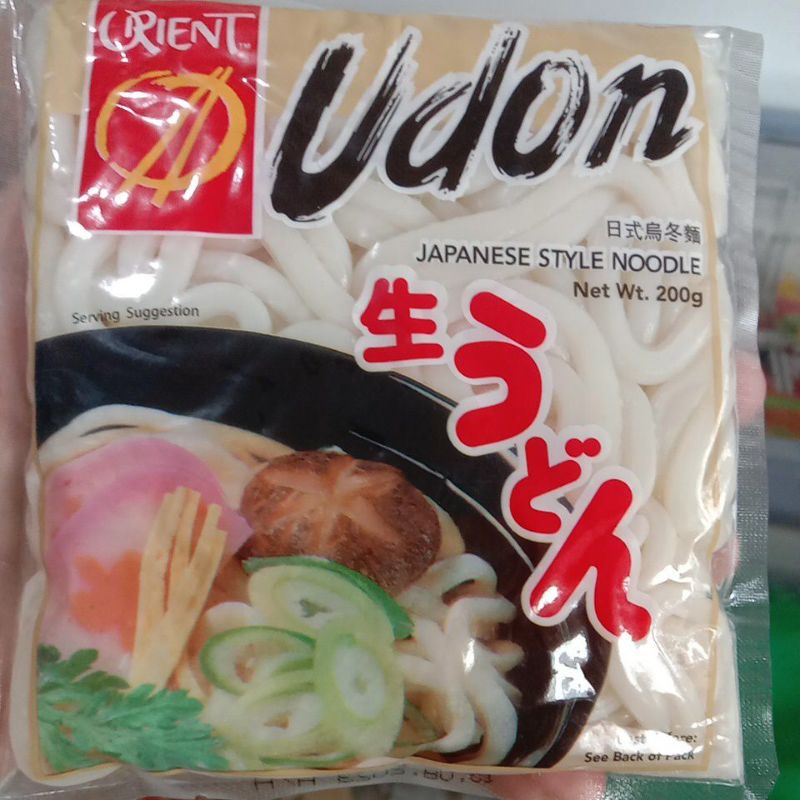 ORIENT™
Udon
日式烏冬麵
JAPANESE STYLE NOODLE
Net Wt. 200g
Serving Suggestion
生うどん
See Back of Pack